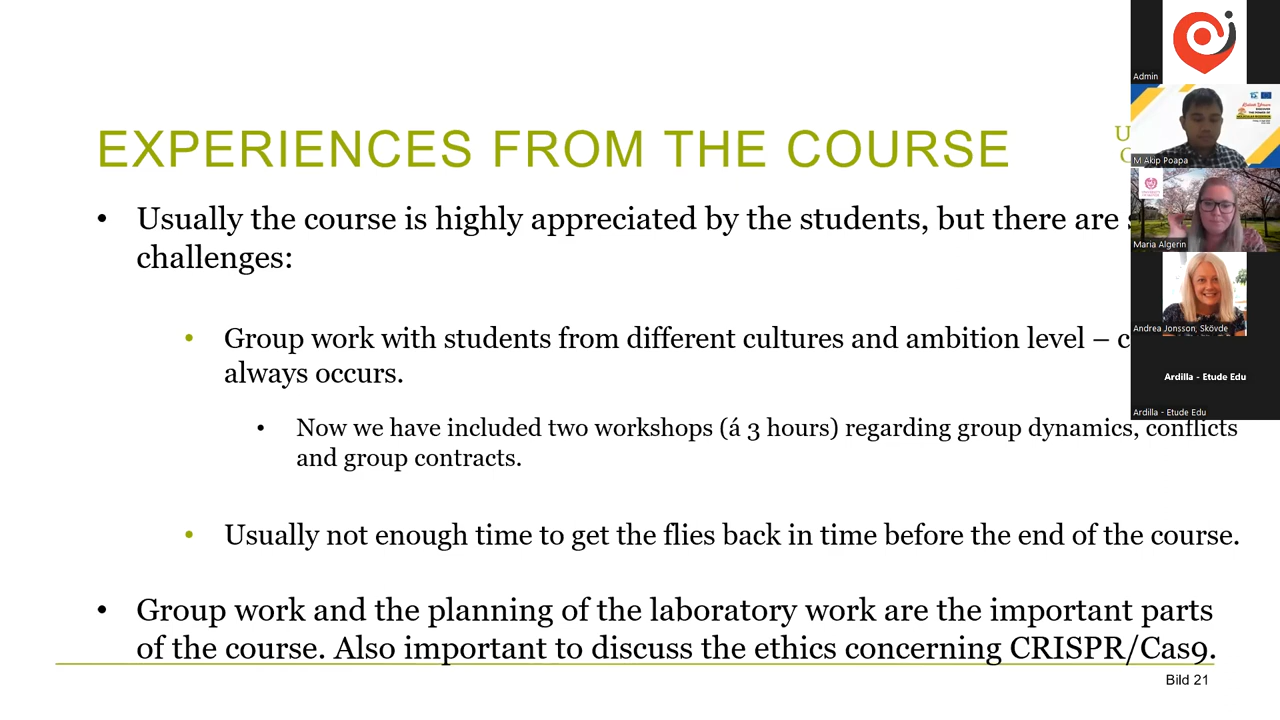 EXPERIENCES FROM THE COURSE
• Usually the course is highly appreciated by the students, but there are
challenges:
• Group work with students from different cultures and ambition level –
always occurs.
• Now we have included two workshops (á 3 hours) regarding group dynamics, conflicts
and group contracts.
• Usually not enough time to get the flies back in time before the end of the course.
• Group work and the planning of the laboratory work are the important parts
of the course. Also important to discuss the ethics concerning CRISPR/Cas9.
Bild 21
Admin
M Akip Poapa
Maria Algerin
Andrea Jonsson, Skövde
Ardilla - Etude Edu
Ardilla - Etude Edu